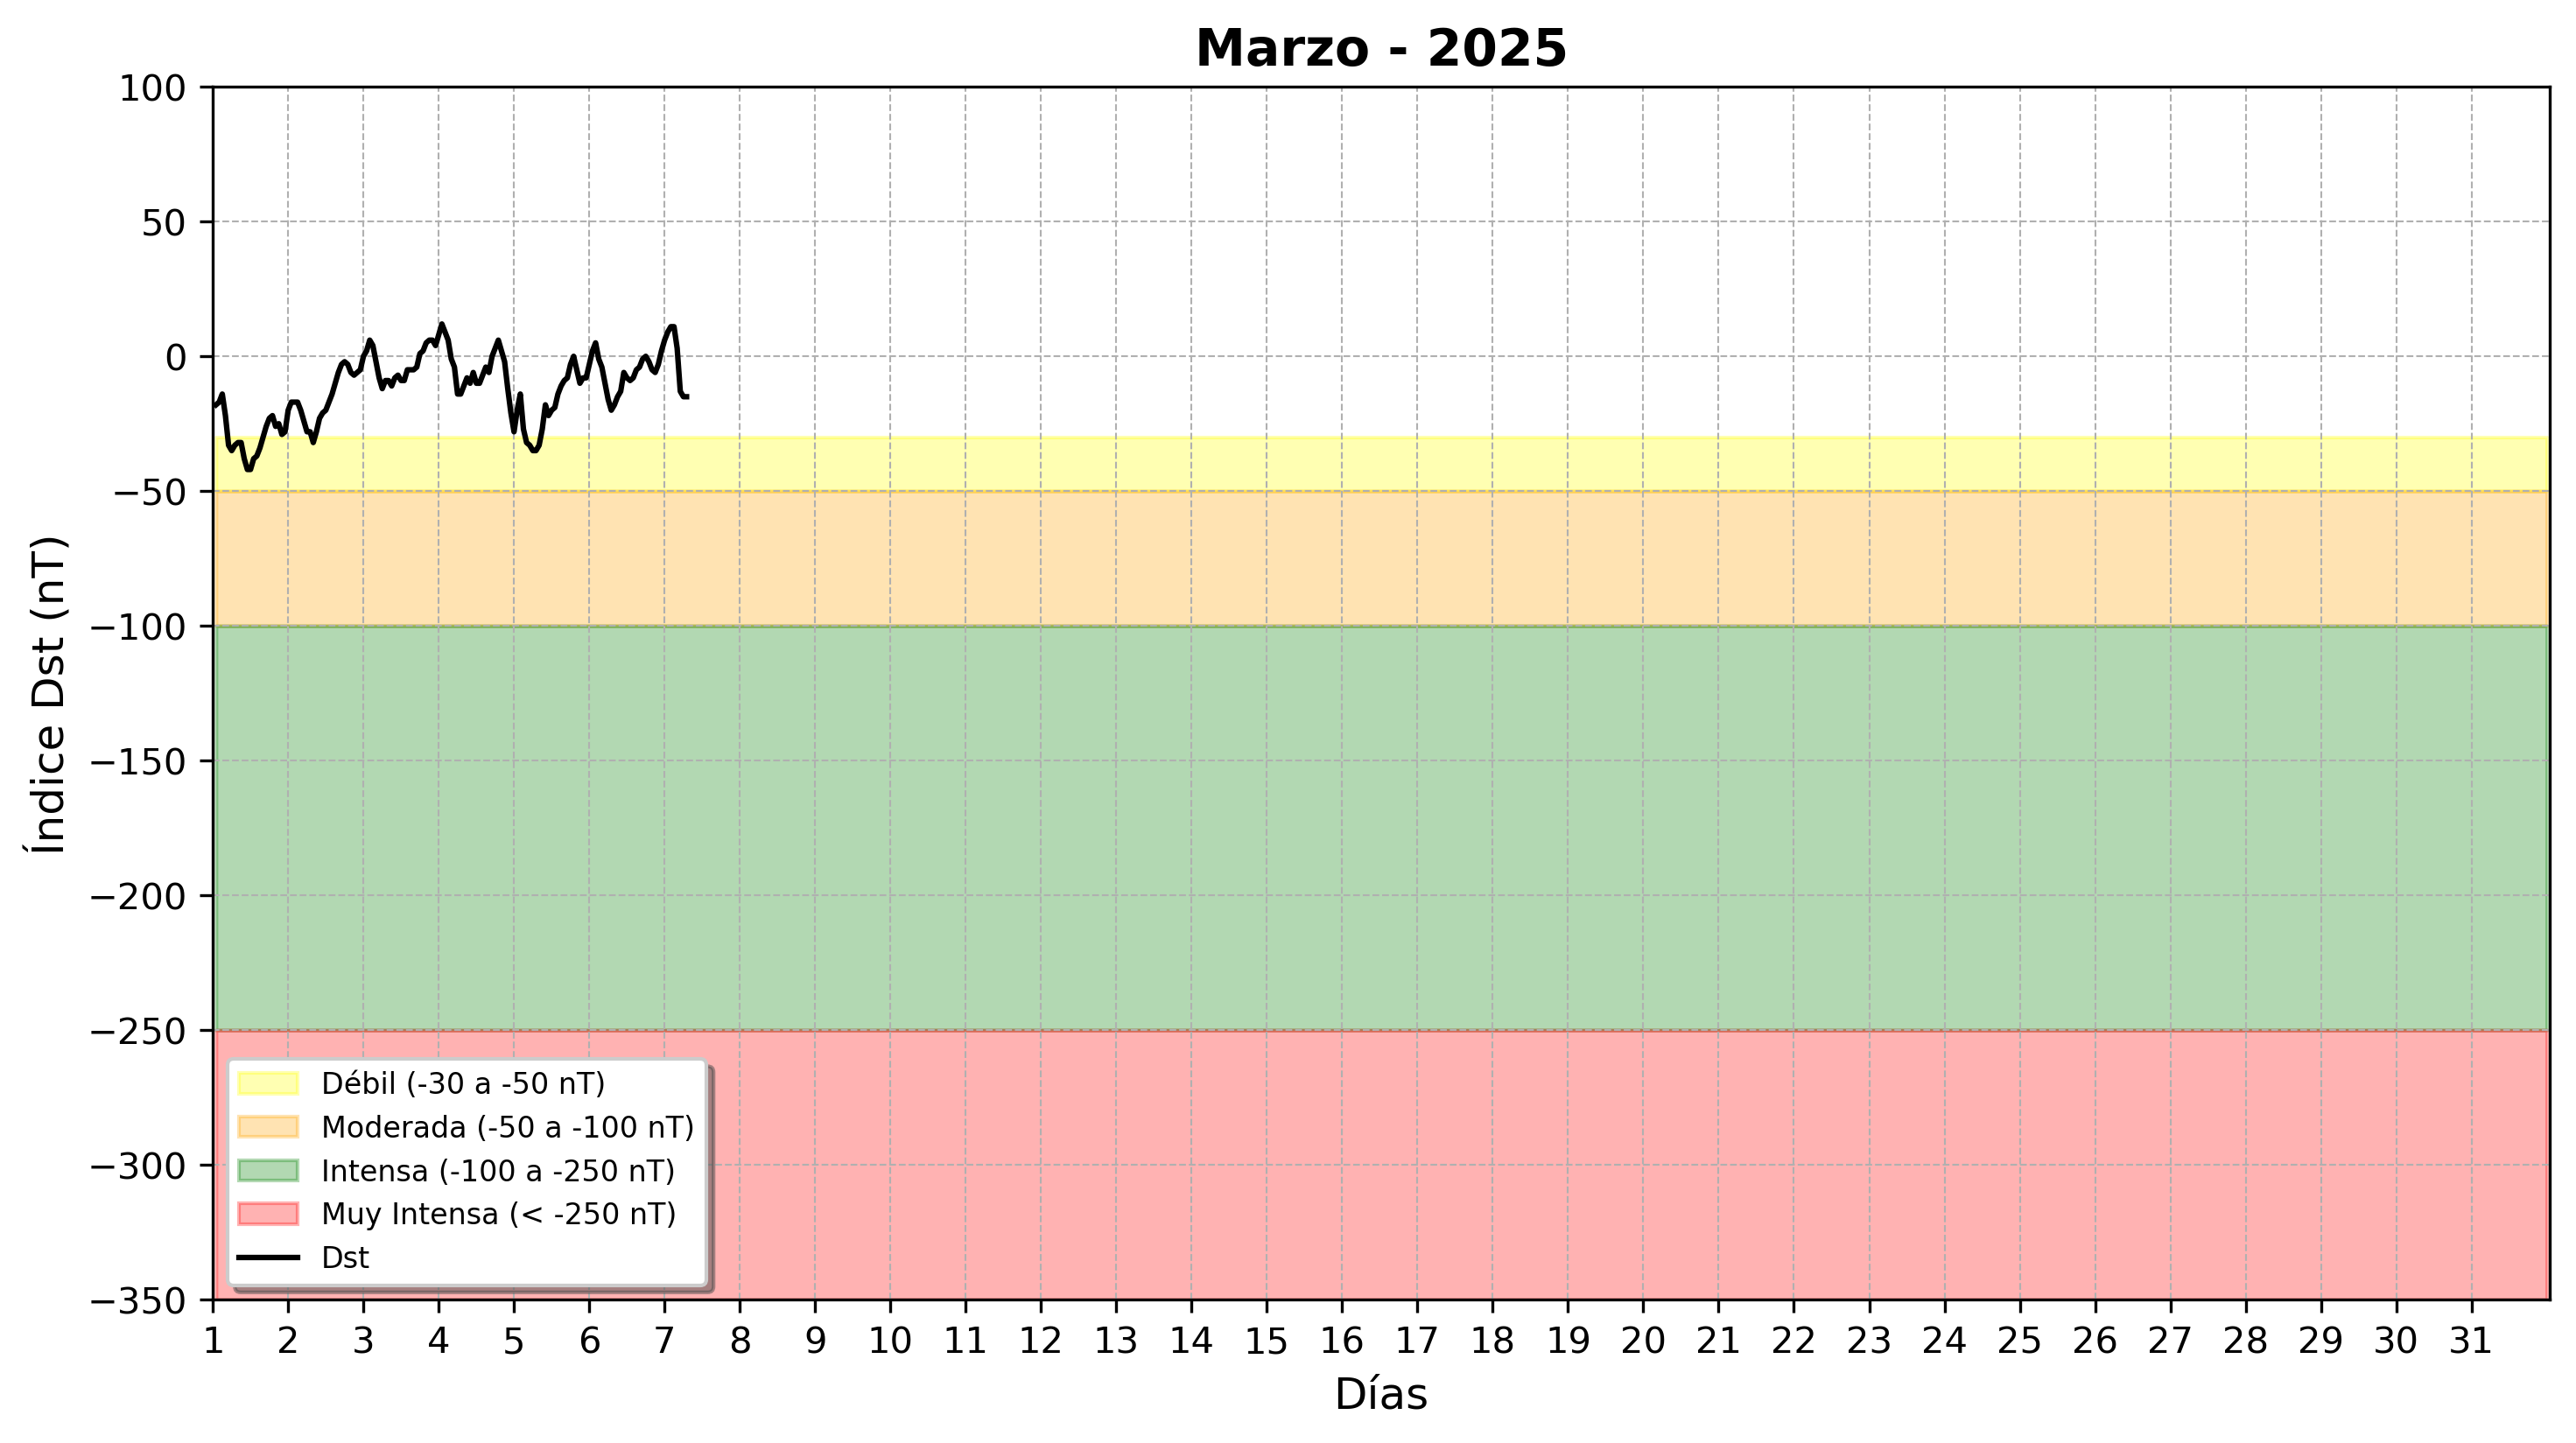 Marzo - 2025
100
50
0
−50
−100
−150
−200
−250
−300
−350
Índice Dst (nT)
Débil (-30 a -50 nT)
Moderada (-50 a -100 nT)
Intensa (-100 a -250 nT)
Muy Intensa (< -250 nT)
Dst
1 2 3 4 5 6 7 8 9 10 11 12 13 14 15 16 17 18 19 20 21 22 23 24 25 26 27 28 29 30 31
Días